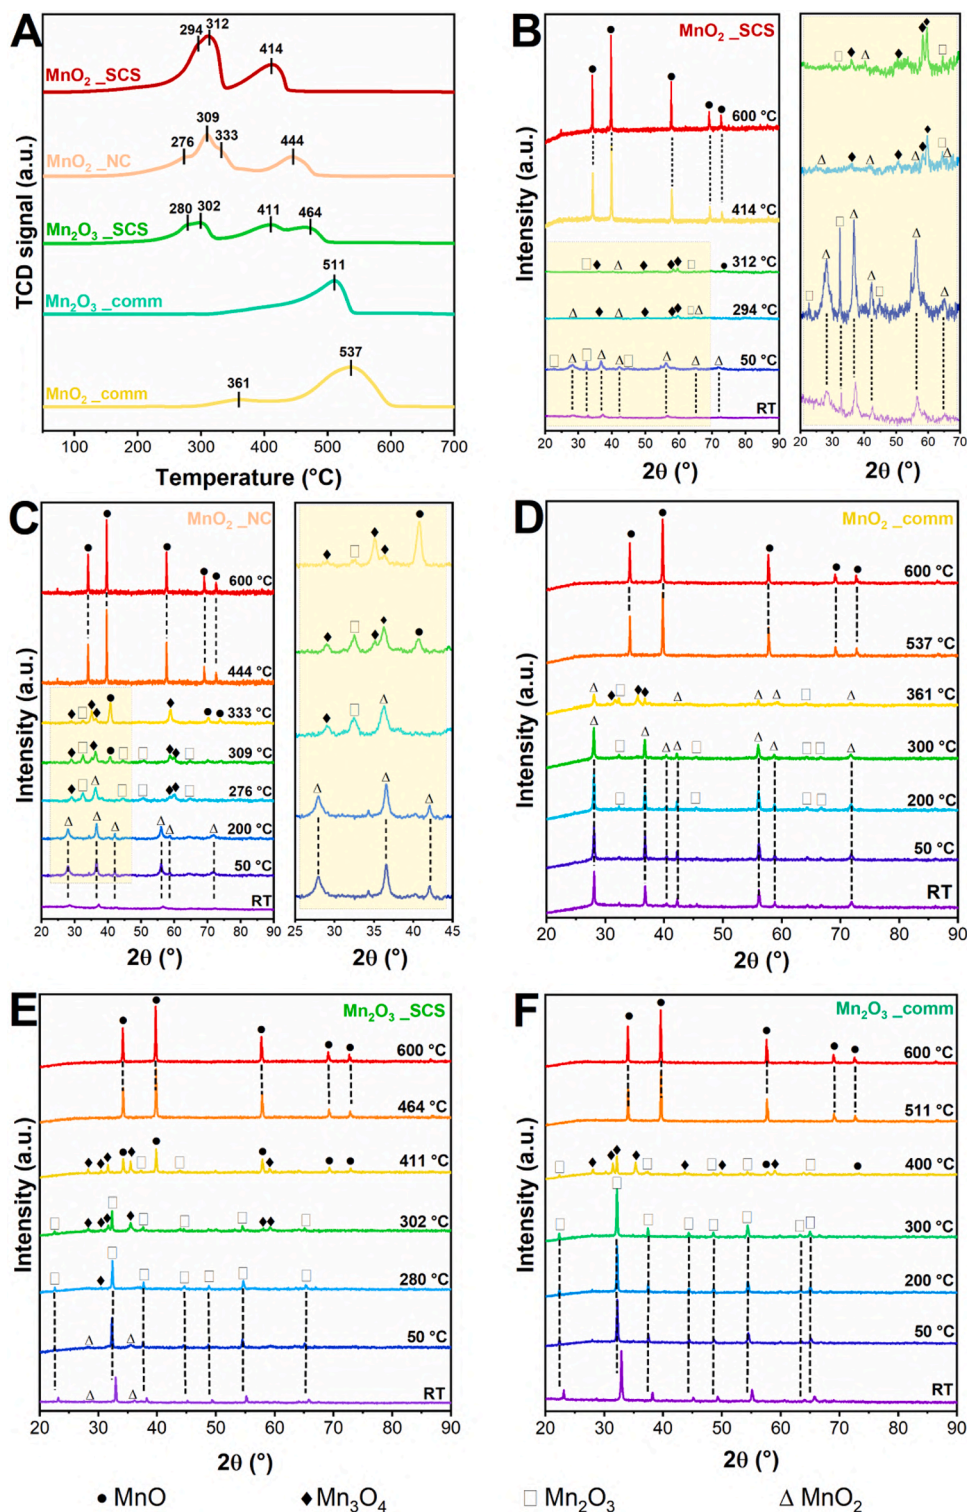 A
294 312
414
MnO₂ _SCS
309
276 333
444
MnO₂ _NC
280 302
411 464
Mn₂O₃ _SCS
511
Mn₂O₃ _comm
537
361
MnO₂ _comm
TCD signal (a.u.)
100 200 300 400 500 600 700
Temperature (°C)
B
MnO₂ _SCS
600 °C
414 °C
312 °C
294 °C
50 °C
RT
Intensity (a.u.)
20 30 40 50 60 70 80 90
2θ (°)
20 30 40 50 60 70
2θ (°)
C
MnO₂ _NC
600 °C
444 °C
333 °C
309 °C
276 °C
200 °C
50 °C
RT
Intensity (a.u.)
20 30 40 50 60 70 80 90
2θ (°)
25 30 35 40 45
2θ (°)
D
MnO₂ _comm
600 °C
537 °C
361 °C
300 °C
200 °C
50 °C
RT
Intensity (a.u.)
20 30 40 50 60 70 80 90
2θ (°)
E
Mn₂O₃ _SCS
600 °C
464 °C
411 °C
302 °C
280 °C
50 °C
RT
Intensity (a.u.)
20 30 40 50 60 70 80 90
2θ (°)
F
Mn₂O₃ _comm
600 °C
511 °C
400 °C
300 °C
200 °C
50 °C
RT
Intensity (a.u.)
20 30 40 50 60 70 80 90
2θ (°)
● MnO ♦ Mn₃O₄ □ Mn₂O₃ Δ MnO₂